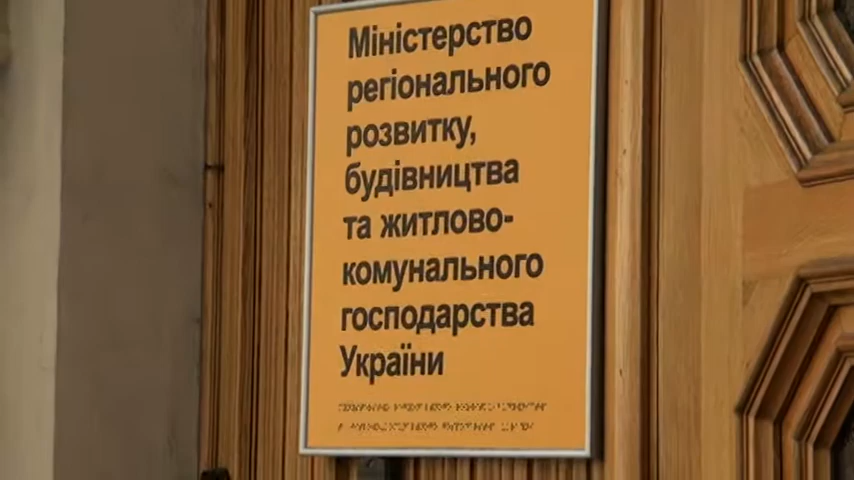 Міністерство
регіонального
розвитку,
будівництва
та житлово-
комунального
господарства
України